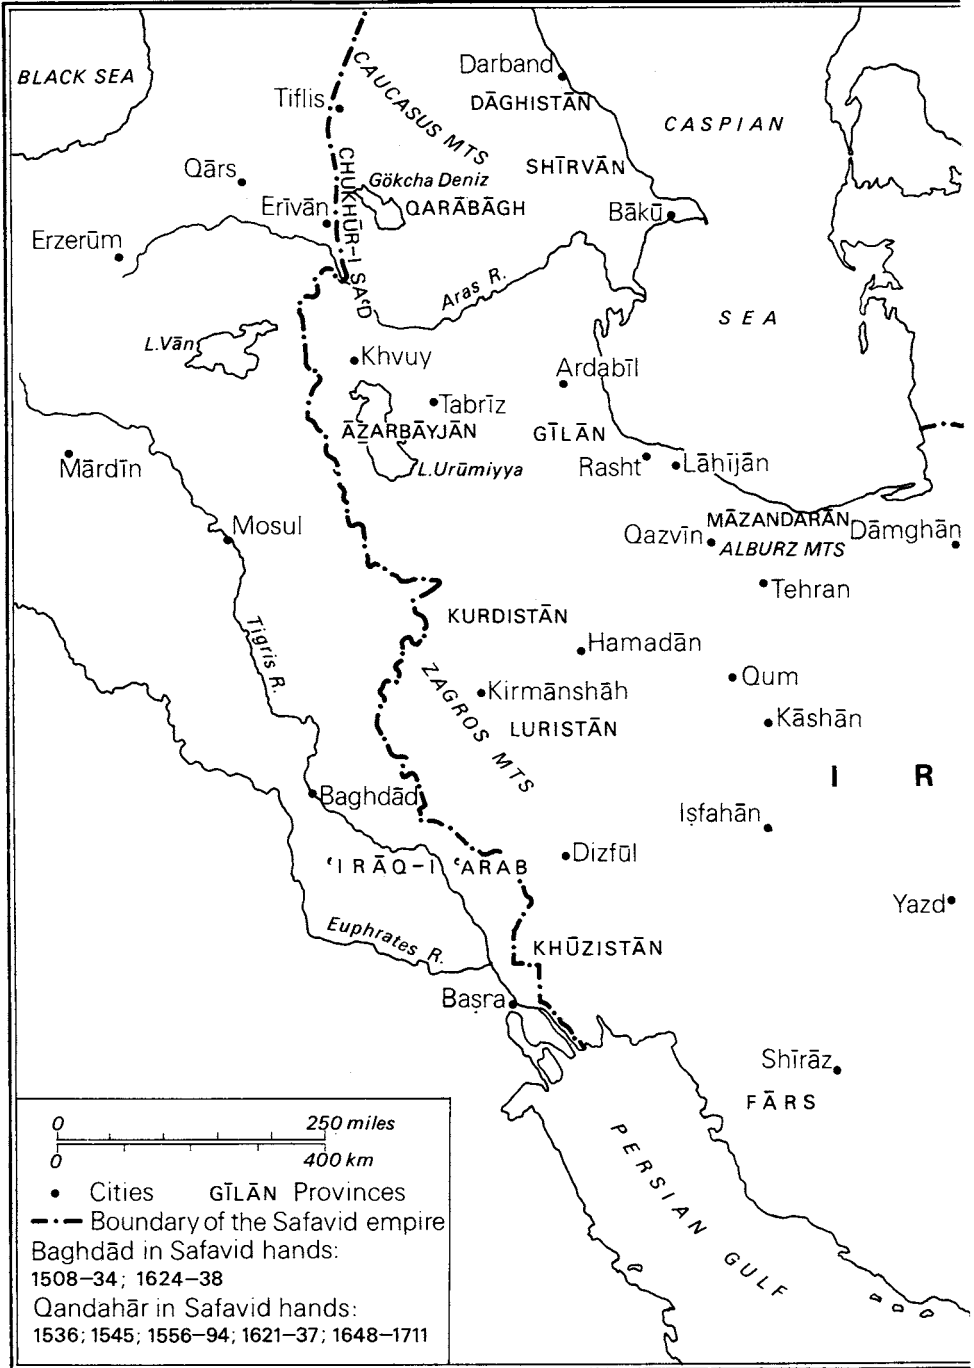 BLACK SEA
CAUCASUS MTS
Darband
DĀGHISTĀN
CASPIAN
SEA
Tiflis
CHUKHŪR-I SAʿD
SHĪRVĀN
Qārs
Gökcha Deniz
QARĀBĀGH
Erīvān
Bākū
Erzerūm
Aras R.
L.Vān
Khvuy
Ardabīl
Tabrīz
ĀẔARBĀYJĀN
GĪLĀN
L.Urūmiyya
Rasht
Lāhījān
Mārdīn
Mosul
MĀZANDARĀN
Dāmghān
Qazvīn
ALBURZ MTS
Tehran
KURDISTĀN
Tigris R.
Hamadān
ZAGROS MTS
Kirmānshāh
Qum
LURISTĀN
Kāshān
I R
Baghdād
Iṣfahān
ʿIRĀQ-I ʿARAB
Dizfūl
Yazd
Euphrates R.
KHŪZISTĀN
Baṣra
Shīrāz
FĀRS
PERSIAN GULF
0 250 miles
0 400 km
• Cities GĪLĀN Provinces
Boundary of the Safavid empire
Baghdād in Safavid hands:
1508–34; 1624–38
Qandahār in Safavid hands:
1536; 1545; 1556–94; 1621–37; 1648–1711